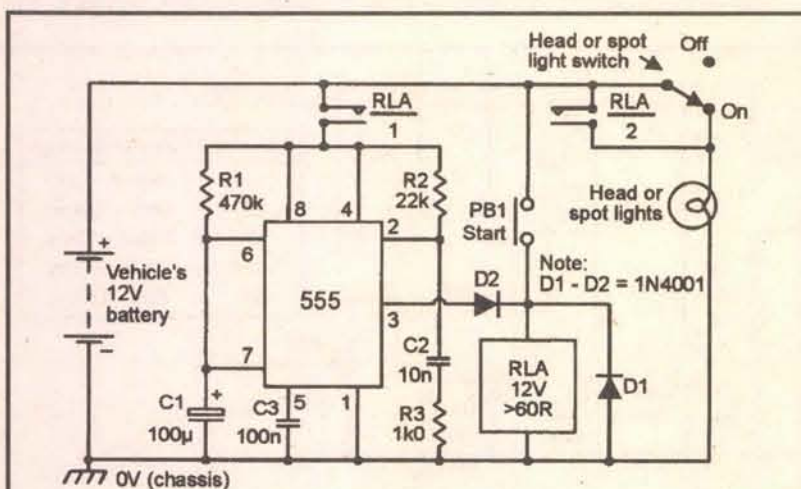 Head or spot
light switch
Off
On
RLA
1
RLA
2
R1
470k
8
4
R2
22k
PB1
Start
Head or
spot lights
6
2
555
3
D2
Note:
D1 - D2 = 1N4001
+
Vehicle's
12V
battery
–
7
C2
10n
RLA
12V
>60R
D1
C1
100µ
+
C3
100n
5
1
R3
1k0
0V (chassis)